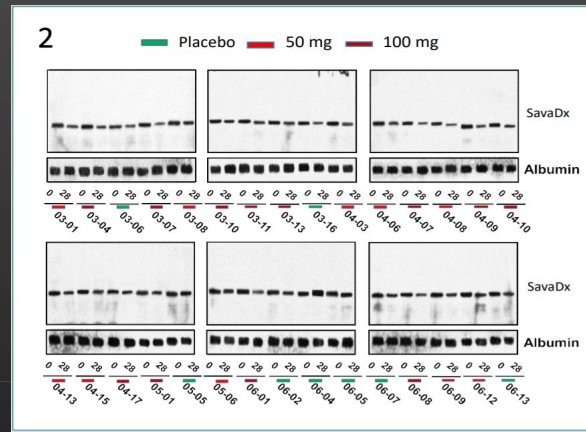 2
Placebo 50 mg 100 mg
SavaDx
Albumin
0 28 0 28 0 28 0 28 0 28 0 28 0 28 0 28 0 28 0 28 0 28 0 28 0 28 0 28 0 28
03-01 03-04 03-06 03-07 03-08 03-10 03-11 03-13 03-16 04-03 04-06 04-07 04-08 04-09 04-10
SavaDx
Albumin
0 28 0 28 0 28 0 28 0 28 0 28 0 28 0 28 0 28 0 28 0 28 0 28 0 28 0 28 0 28
04-13 04-15 04-17 05-01 05-05 05-06 06-01 06-02 06-04 06-05 06-07 06-08 06-09 06-12 06-13